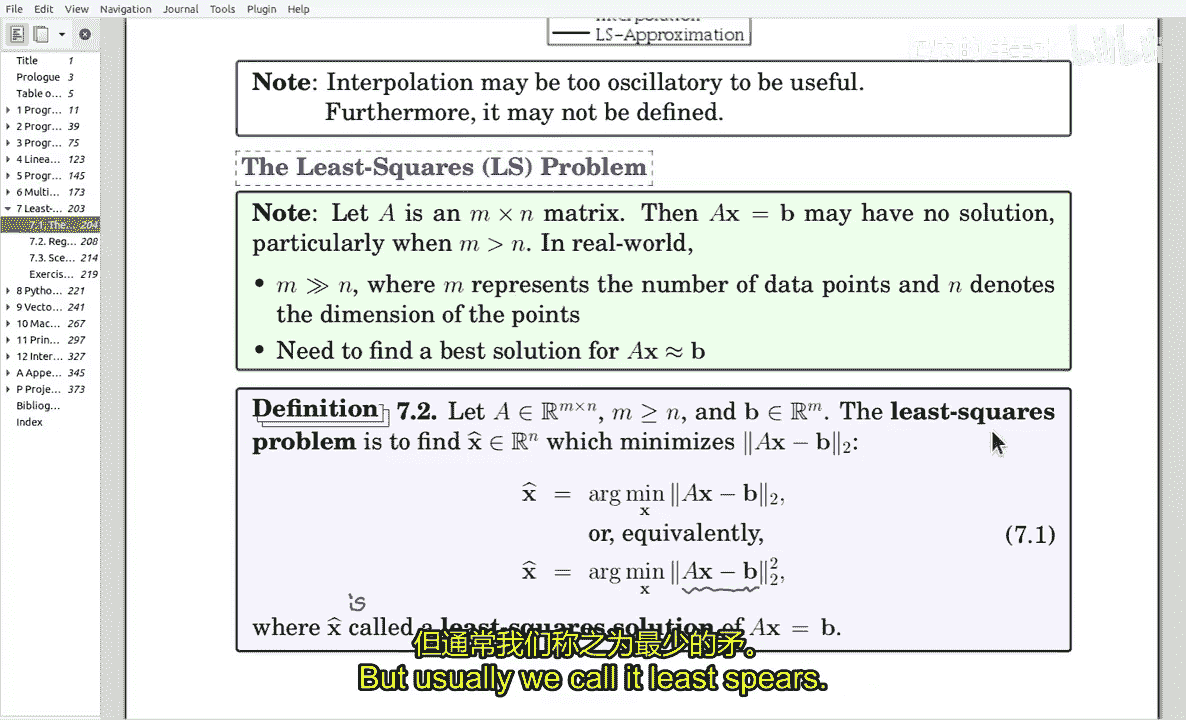 File Edit View Navigation Journal Tools Plugin Help
Title 1
Prologue 3
Table o... 5
1 Progr... 11
2 Progr... 39
3 Progr... 75
4 Linea... 123
5 Progr... 145
6 Multi... 173
7 Least-... 203
7.2. Reg... 208
7.3. Sce... 214
Exercis... 219
8 Pytho... 221
9 Vecto... 241
10 Mac... 267
11 Prin... 297
12 Inter... 327
A Appe... 345
P Proje... 373
Bibliog...
Index
LS-Approximation
Note: Interpolation may be too oscillatory to be useful.
Furthermore, it may not be defined.
The Least-Squares (LS) Problem
Note: Let A is an m × n matrix. Then Ax = b may have no solution,
particularly when m > n. In real-world,
• m ≫ n, where m represents the number of data points and n denotes
the dimension of the points
• Need to find a best solution for Ax ≈ b
Definition 7.2. Let A ∈ ℝ^{m×n}, m ≥ n, and b ∈ ℝ^m. The least-squares
problem is to find x̂ ∈ ℝ^n which minimizes ‖Ax − b‖₂:
x̂ = arg min_x ‖Ax − b‖₂,
or, equivalently, (7.1)
x̂ = arg min_x ‖Ax − b‖₂²,
is
where x̂ called a least-squares solution of Ax = b.
但通常我们称之为最少的矛。
But usually we call it least spears.